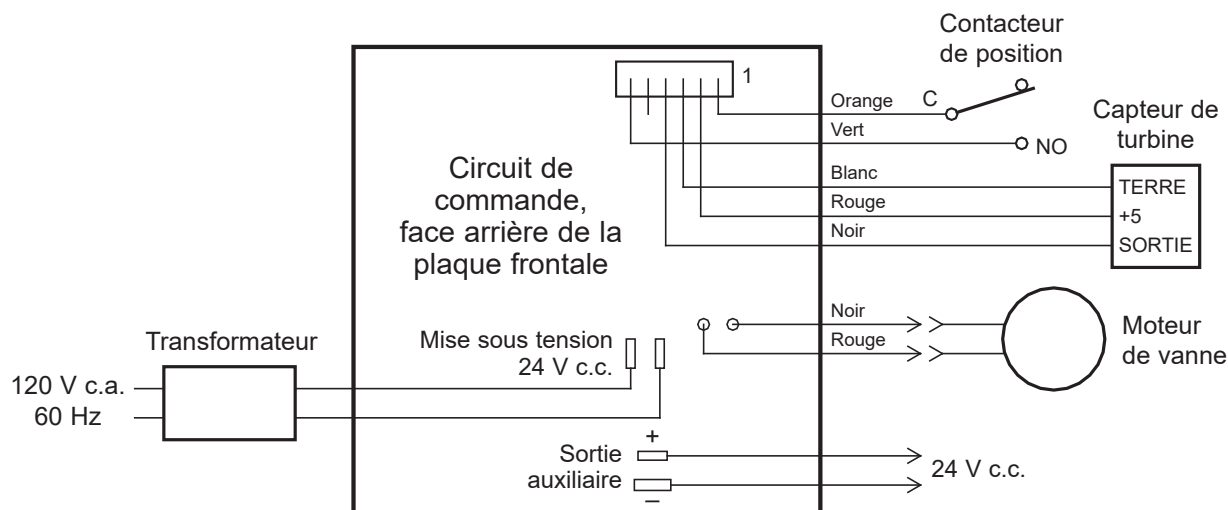 Contacteur
de position
1
Orange
C
Vert
NO
Capteur de
turbine
Blanc
TERRE
Rouge
+5
Noir
SORTIE
Circuit de
commande,
face arrière de la
plaque frontale
Noir
Rouge
Moteur
de vanne
Mise sous tension
24 V c.c.
Transformateur
120 V c.a.
60 Hz
Sortie
auxiliaire
+
–
24 V c.c.